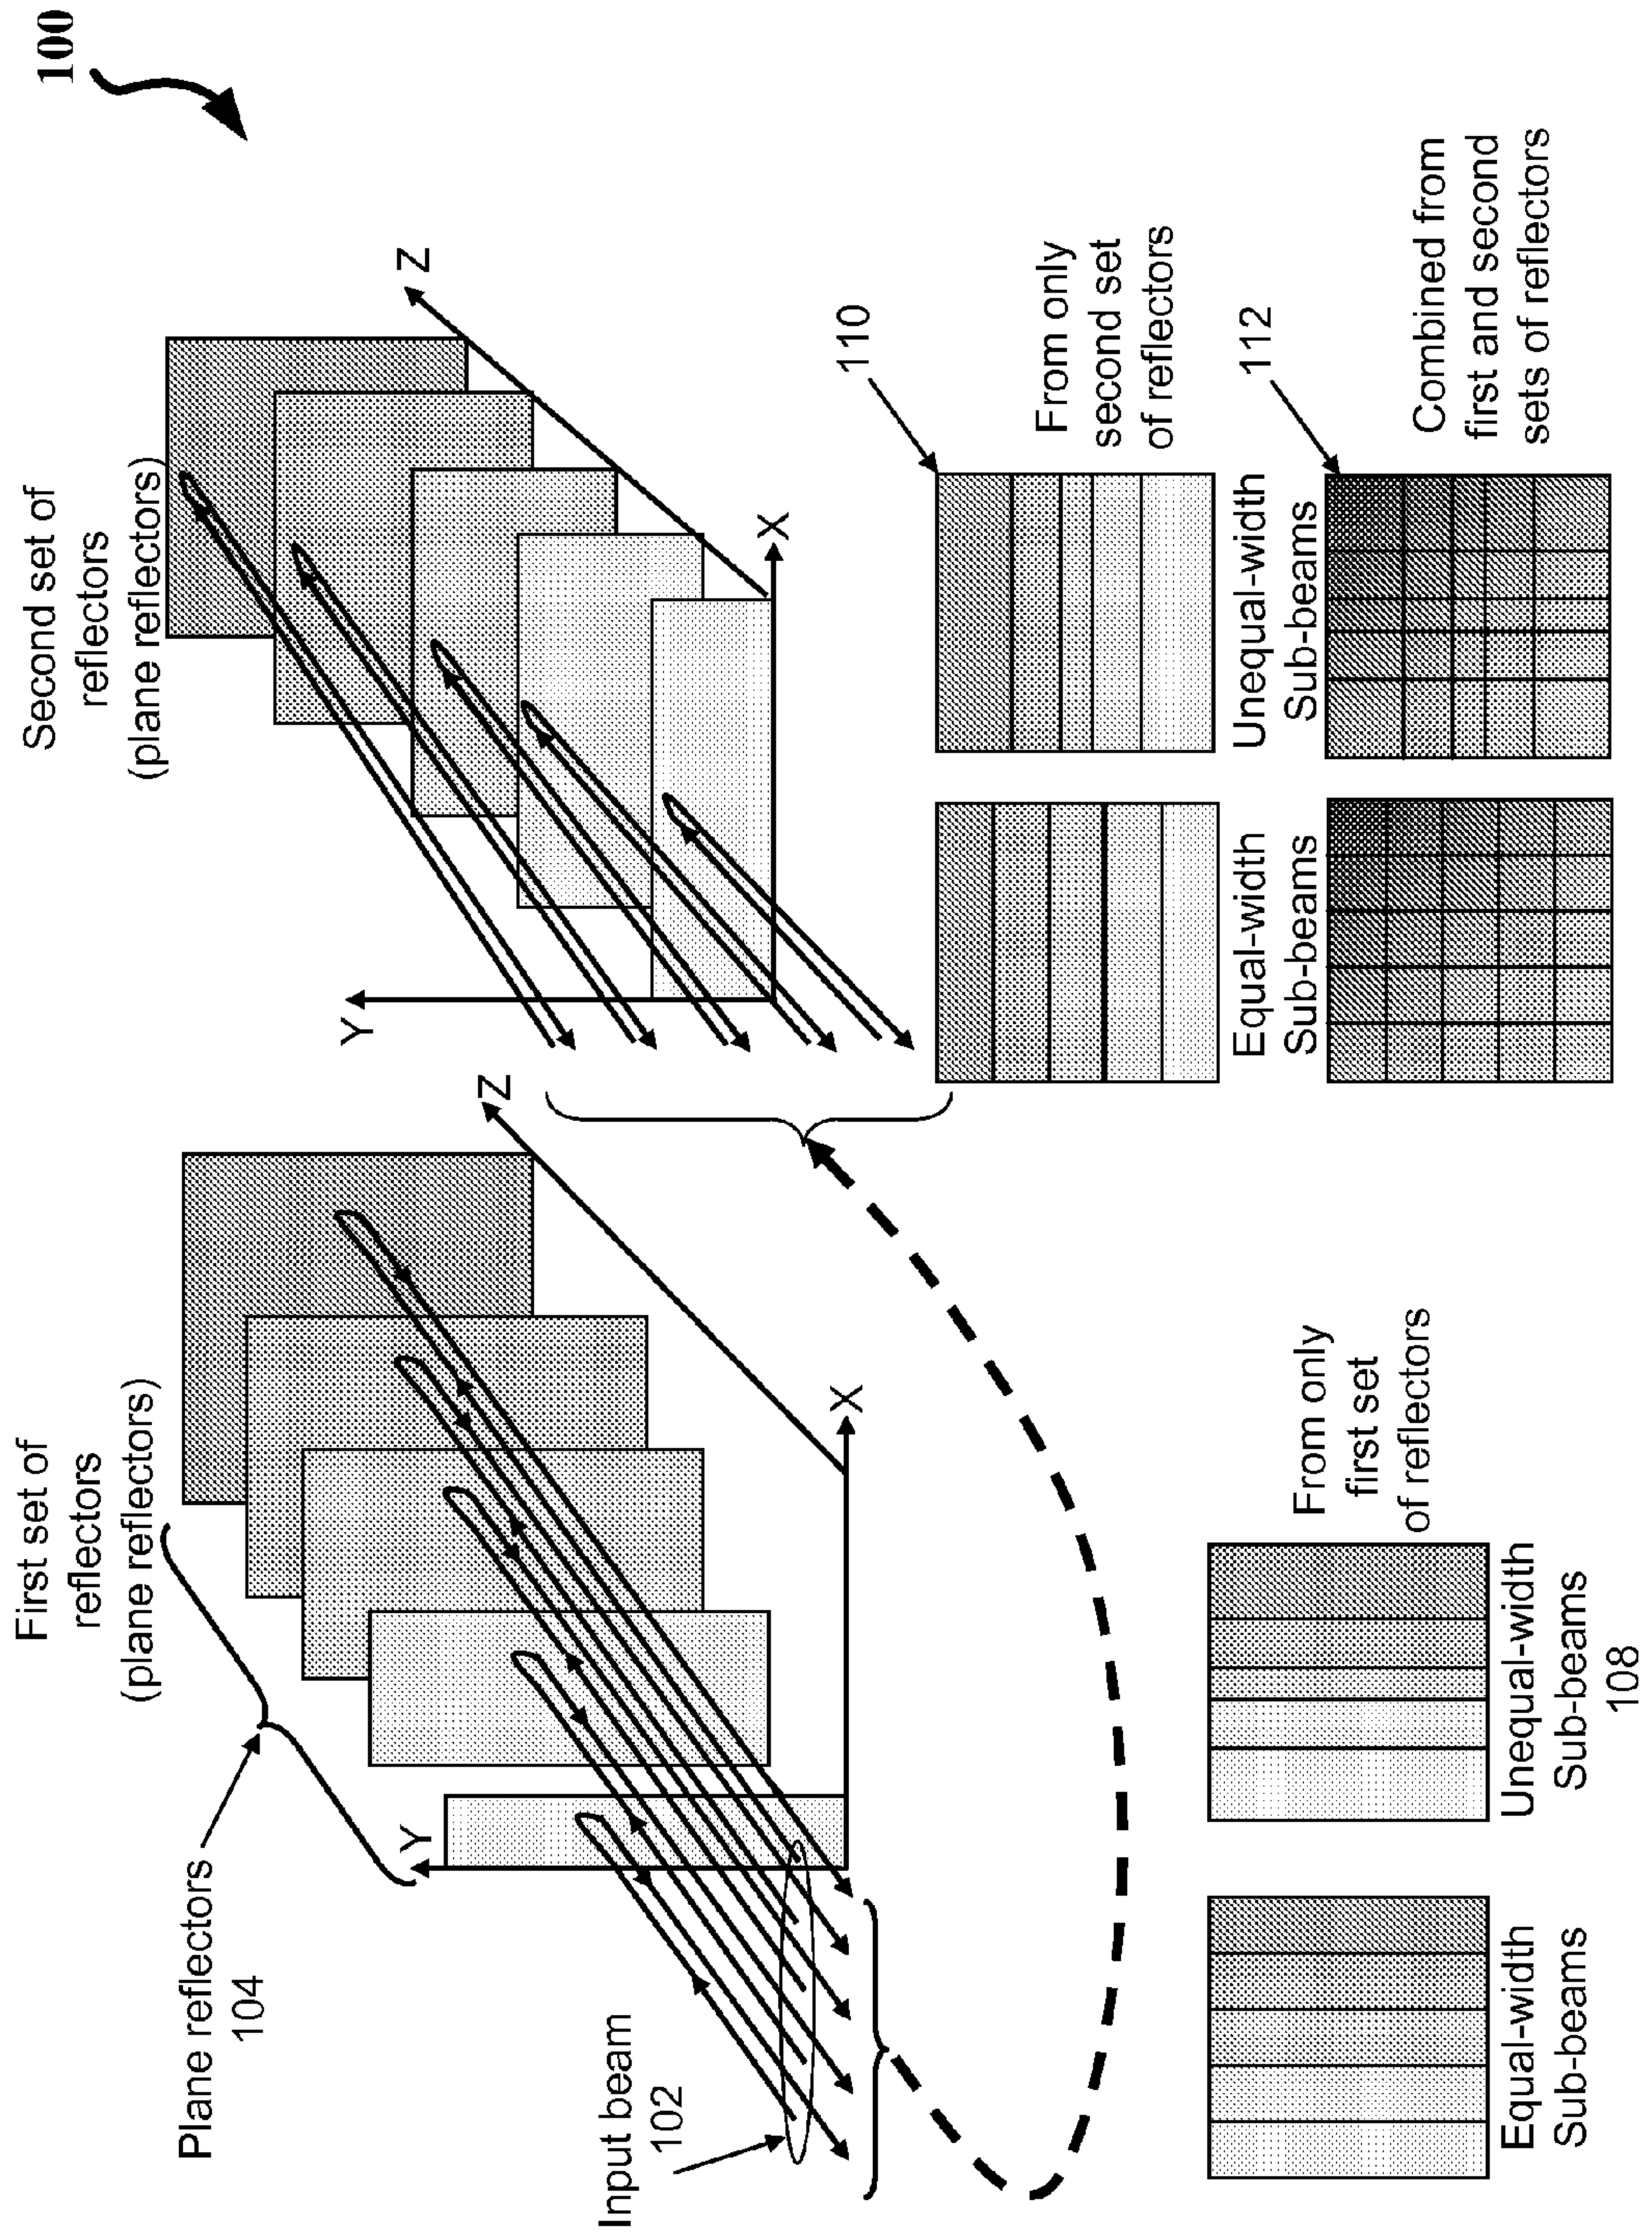 100
First set of
reflectors
(plane reflectors)
Second set of
reflectors
(plane reflectors)
Plane reflectors
104
Input beam
102
Y
X
Z
Y
X
Z
110
From only
second set
of reflectors
Equal-width
Sub-beams
Unequal-width
Sub-beams
112
Combined from
first and second
sets of reflectors
From only
first set
of reflectors
Equal-width
Sub-beams
Unequal-width
Sub-beams
108